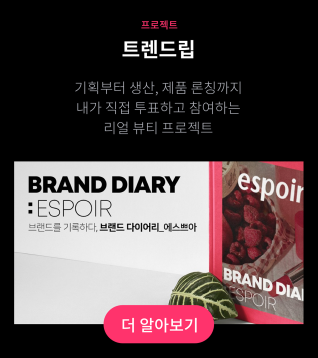 프로젝트
트렌드립
기획부터 생산, 제품 론칭까지
내가 직접 투표하고 참여하는
리얼 뷰티 프로젝트
BRAND DIARY
:ESPOIR
브랜드를 기록하다, 브랜드 다이어리_에스쁘아
espoir
BRAND DIA
ESPOIR
더 알아보기